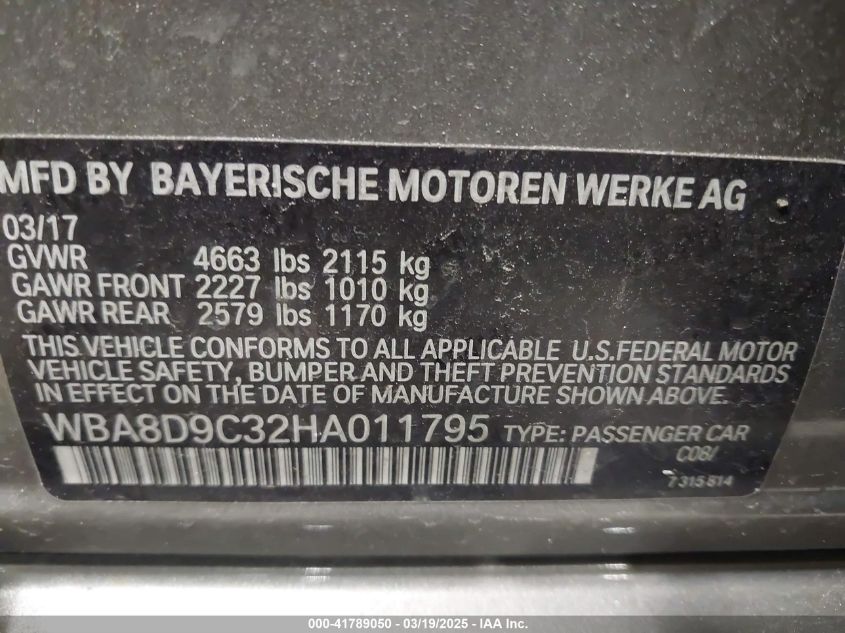 MFD BY BAYERISCHE MOTOREN WERKE AG
03/17
GVWR 4663 lbs 2115 kg
GAWR FRONT 2227 lbs 1010 kg
GAWR REAR 2579 lbs 1170 kg
THIS VEHICLE CONFORMS TO ALL APPLICABLE U.S.FEDERAL MOTOR
VEHICLE SAFETY, BUMPER AND THEFT PREVENTION STANDARDS
IN EFFECT ON THE DATE OF MANUFACTURE SHOWN ABOVE.
WBA8D9C32HA011795 TYPE: PASSENGER CAR
C08/
7 315 814
000-41789050 - 03/19/2025 - IAA Inc.